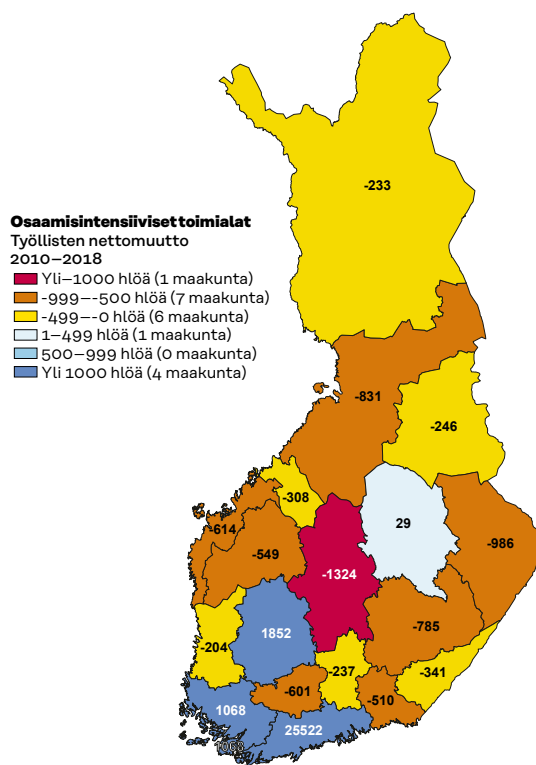 Osaamisintensiiviset toimialat
Työllisten nettomuutto
2010–2018
Yli–1000 hlöä (1 maakunta)
-999–-500 hlöä (7 maakunta)
-499–-0 hlöä (6 maakunta)
1–499 hlöä (1 maakunta)
500–999 hlöä (0 maakunta)
Yli 1000 hlöä (4 maakunta)
-233
-831
-246
-308
-614
-549
29
-986
-1324
-785
1852
-204
-237
-341
-601
-510
1068
25522
1068